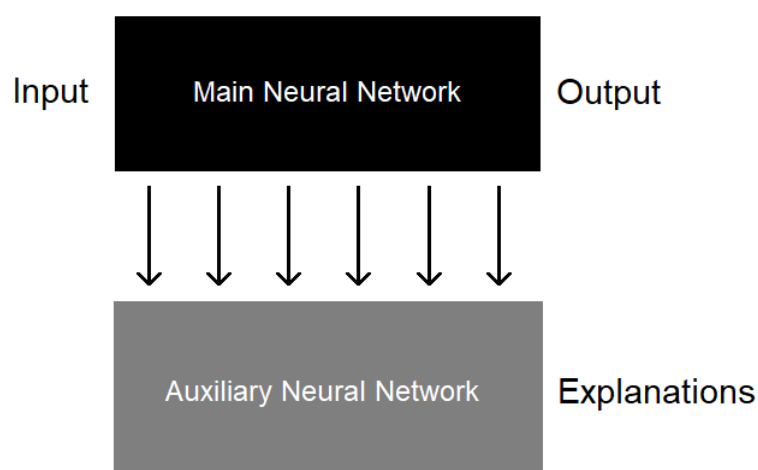 Input
Main Neural Network
Output
Auxiliary Neural Network
Explanations